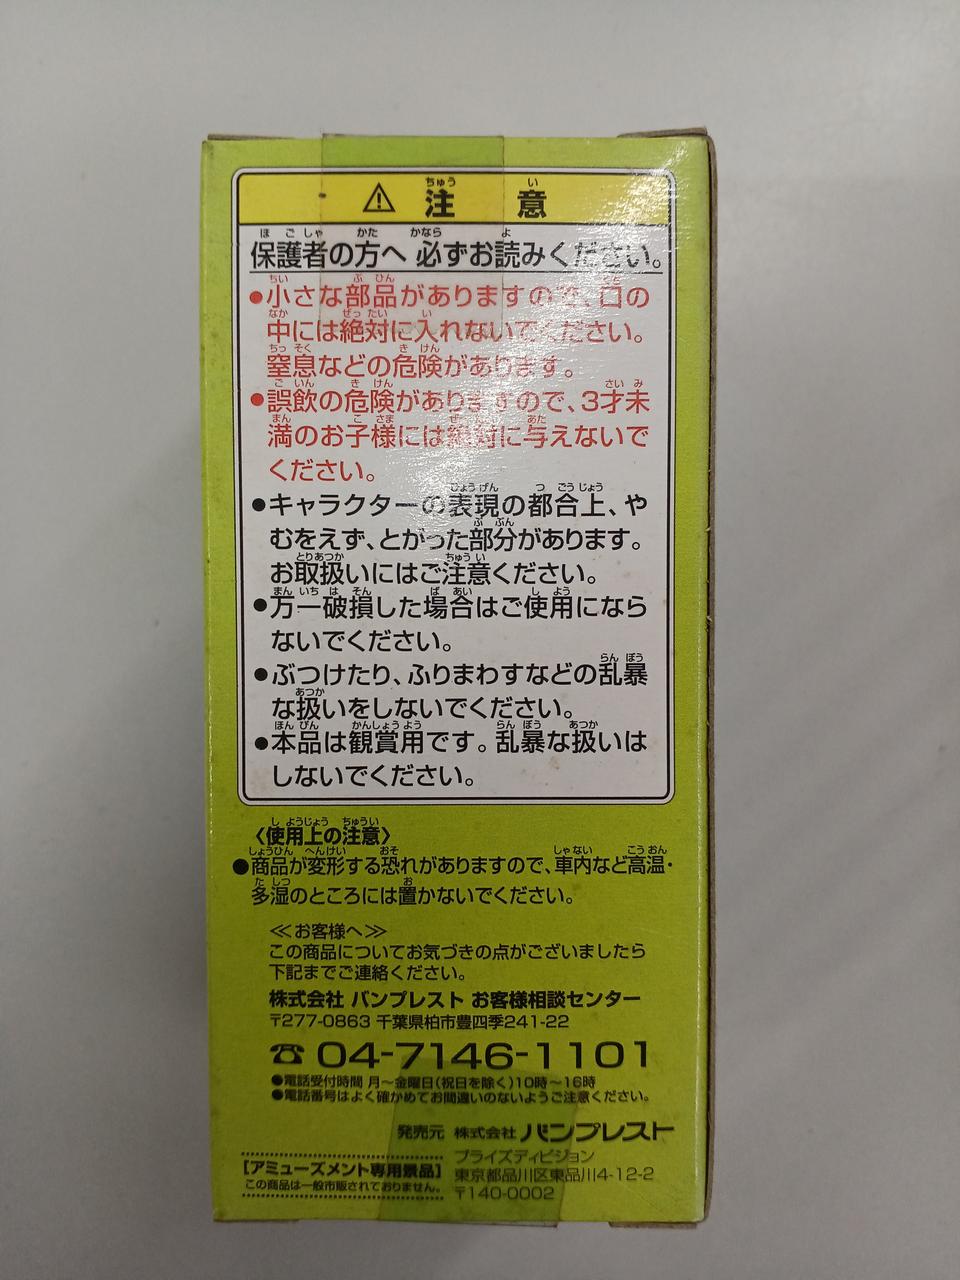 ⚠ 注意
保護者の方へ 必ずお読みください。
●小さな部品がありますので、口の
中には絶対に入れないでください。
窒息などの危険があります。
●誤飲の危険がありますので、3才未
満のお子様には絶対に与えないで
ください。
●キャラクターの表現の都合上、や
むをえず、とがった部分があります。
お取扱いにはご注意ください。
●万一破損した場合はご使用になら
ないでください。
●ぶつけたり、ふりまわすなどの乱暴
な扱いをしないでください。
●本品は観賞用です。乱暴な扱いは
しないでください。
〈使用上の注意〉
●商品が変形する恐れがありますので、車内など高温・
多湿のところには置かないでください。
≪お客様へ≫
この商品についてお気づきの点がございましたら
下記までご連絡ください。
株式会社 バンプレスト お客様相談センター
〒277-0863 千葉県柏市豊四季241-22
☎ 04-7146-1101
●電話受付時間 月〜金曜日(祝日を除く)10時〜16時
●電話番号はよく確かめてお間違いのないようご注意ください。
発売元 株式会社 バンプレスト
プライズディビジョン
東京都品川区東品川4-12-2
〒140-0002
[アミューズメント専用景品]
この商品は一般市販されておりません。